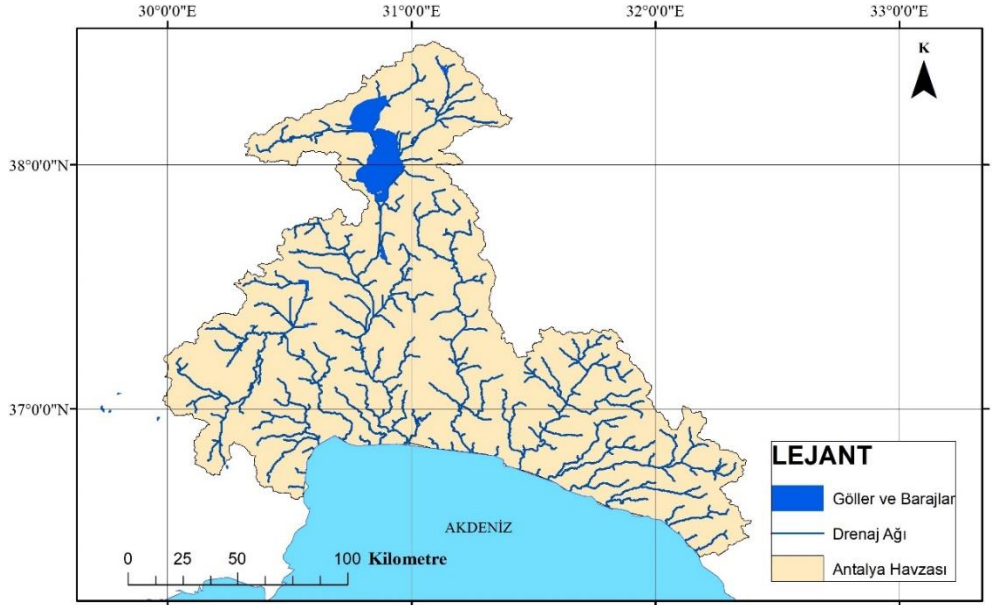 30°0'0"E 31°0'0"E 32°0'0"E 33°0'0"E
K
38°0'0"N
37°0'0"N
LEJANT
Göller ve Barajlar
Drenaj Ağı
Antalya Havzası
AKDENİZ
0 25 50 100 Kilometre